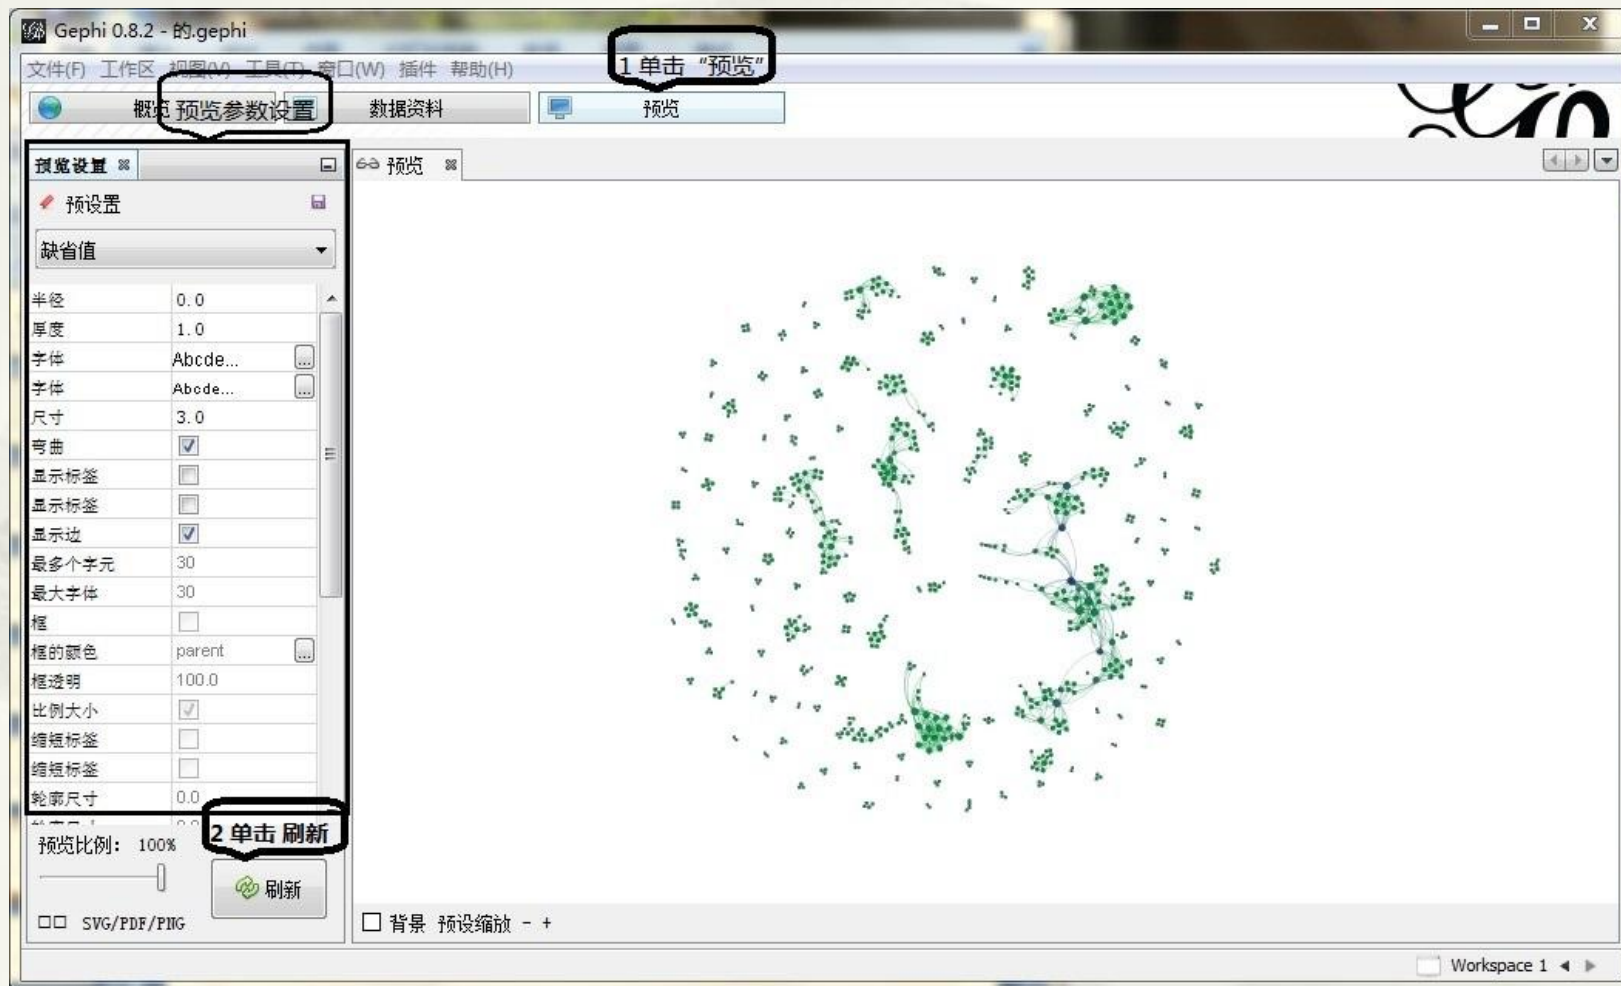 Gephi 0.8.2 - 的.gephi
文件(F) 工作区 视图(V) 工具(T) 窗口(W) 插件 帮助(H)
1 单击 “预览”
概览
预览参数设置
数据资料
预览
预览设置
预览
预设置
缺省值
半径 0.0
厚度 1.0
字体 Abcde... ...
字体 Abcde... ...
尺寸 3.0
弯曲
显示标签
显示标签
显示边
最多个字元 30
最大字体 30
框
框的颜色 parent ...
框透明 100.0
比例大小
缩短标签
缩短标签
轮廓尺寸 0.0
2 单击 刷新
预览比例: 100%
刷新
SVG/PDF/PNG
背景 预设缩放 - +
Workspace 1